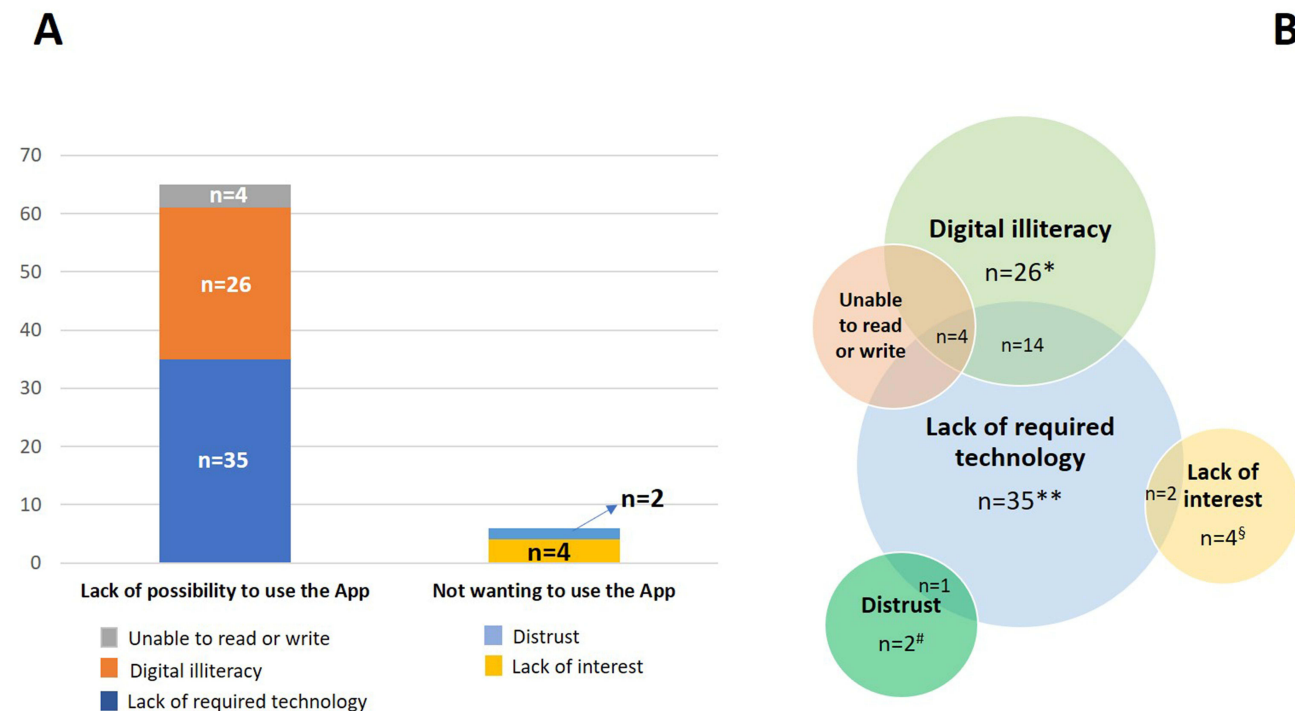 A
B
70
60
50
40
30
20
10
0
n=4
n=26
n=35
n=2
n=4
Lack of possibility to use the App
Not wanting to use the App
Unable to read or write
Digital illiteracy
Lack of required technology
Distrust
Lack of interest
Digital illiteracy
n=26*
Unable
to read
or write
n=4
n=14
Lack of required
technology
n=35**
n=2
Lack of
interest
n=4§
n=1
Distrust
n=2#